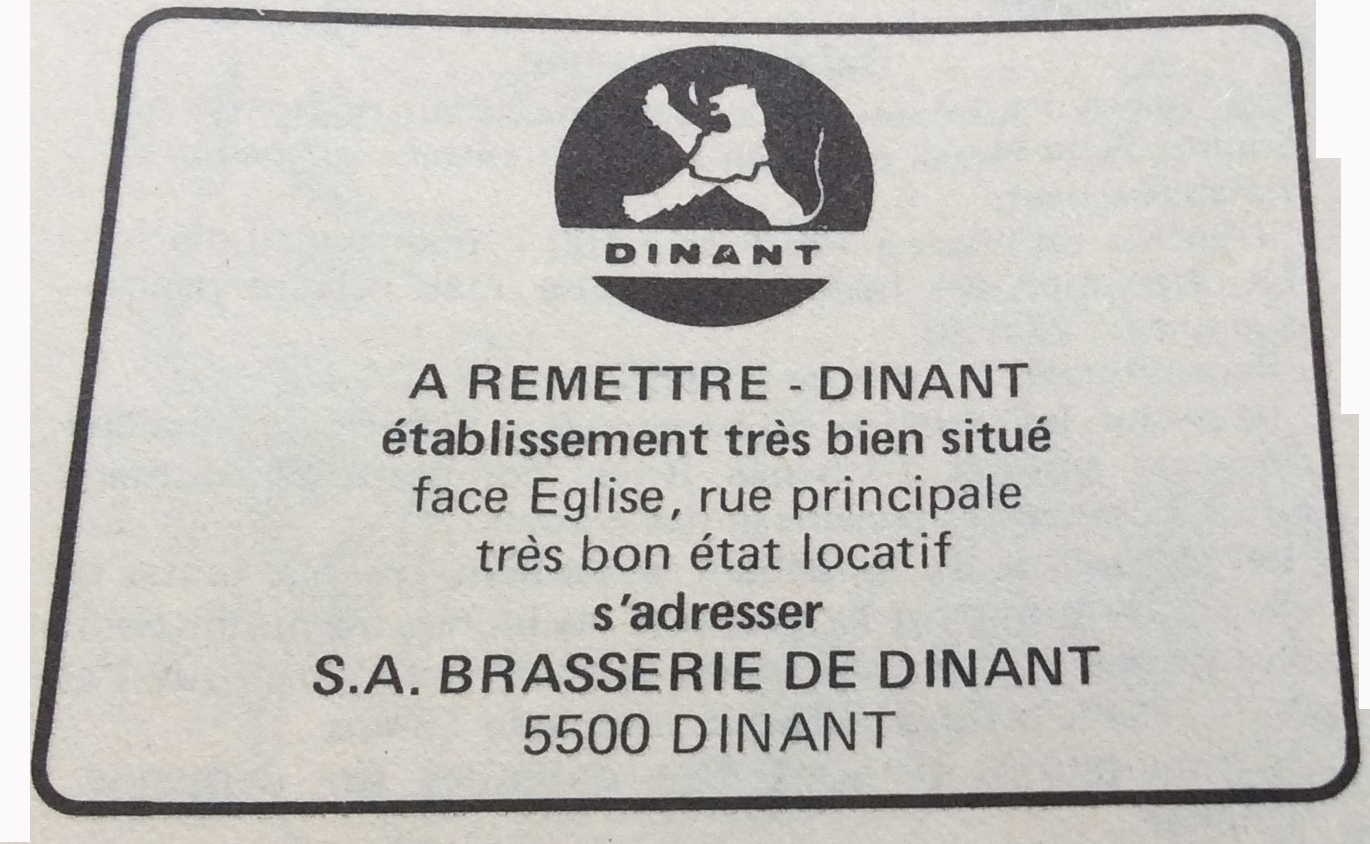 DINANT
A REMETTRE - DINANT
établissement très bien situé
face Eglise, rue principale
très bon état locatif
s'adresser
S.A. BRASSERIE DE DINANT
5500 DINANT